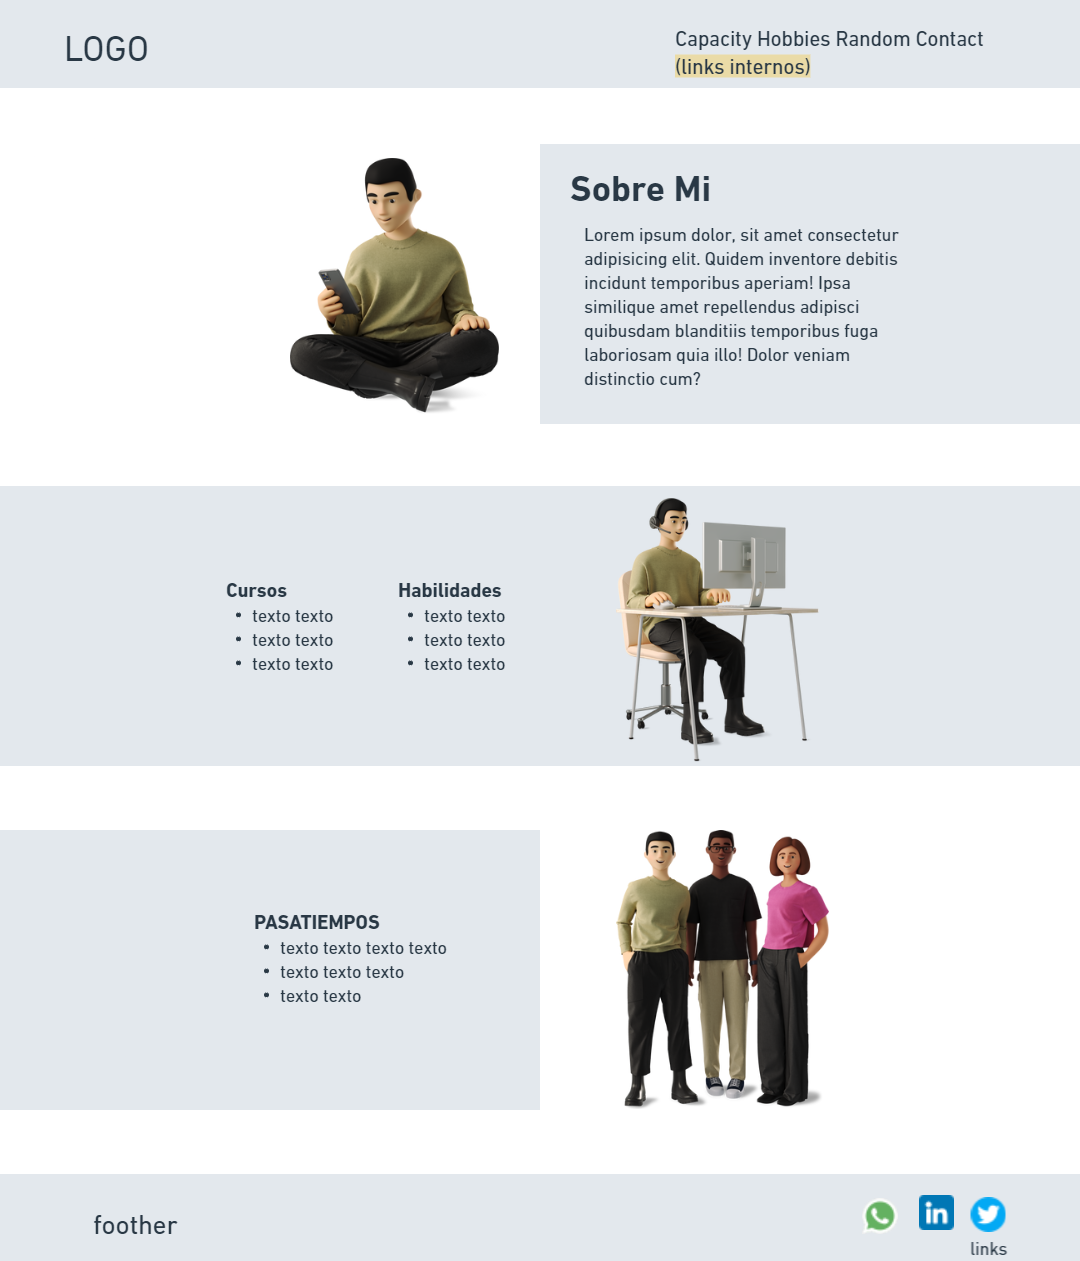 LOGO
Capacity Hobbies Random Contact
(links internos)
Sobre Mi
Lorem ipsum dolor, sit amet consectetur
adipisicing elit. Quidem inventore debitis
incidunt temporibus aperiam! Ipsa
similique amet repellendus adipisci
quibusdam blanditiis temporibus fuga
laboriosam quia illo! Dolor veniam
distinctio cum?
Cursos
• texto texto
• texto texto
• texto texto
Habilidades
• texto texto
• texto texto
• texto texto
PASATIEMPOS
• texto texto texto texto
• texto texto texto
• texto texto
foother
in
links